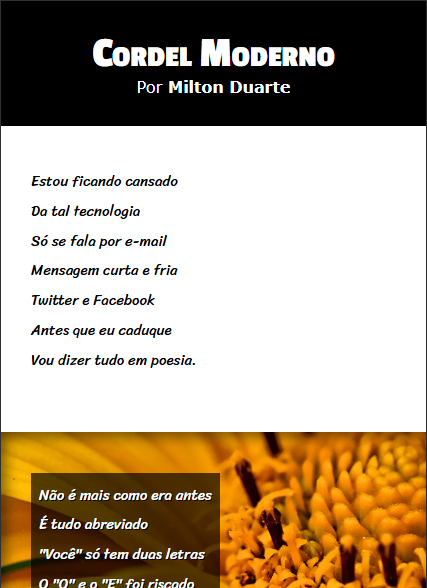 Cordel Moderno
Por Milton Duarte
Estou ficando cansado
Da tal tecnologia
Só se fala por e-mail
Mensagem curta e fria
Twitter e Facebook
Antes que eu caduque
Vou dizer tudo em poesia.
Não é mais como era antes
É tudo abreviado
"Você" só tem duas letras
O "O" e o "E" foi riscado